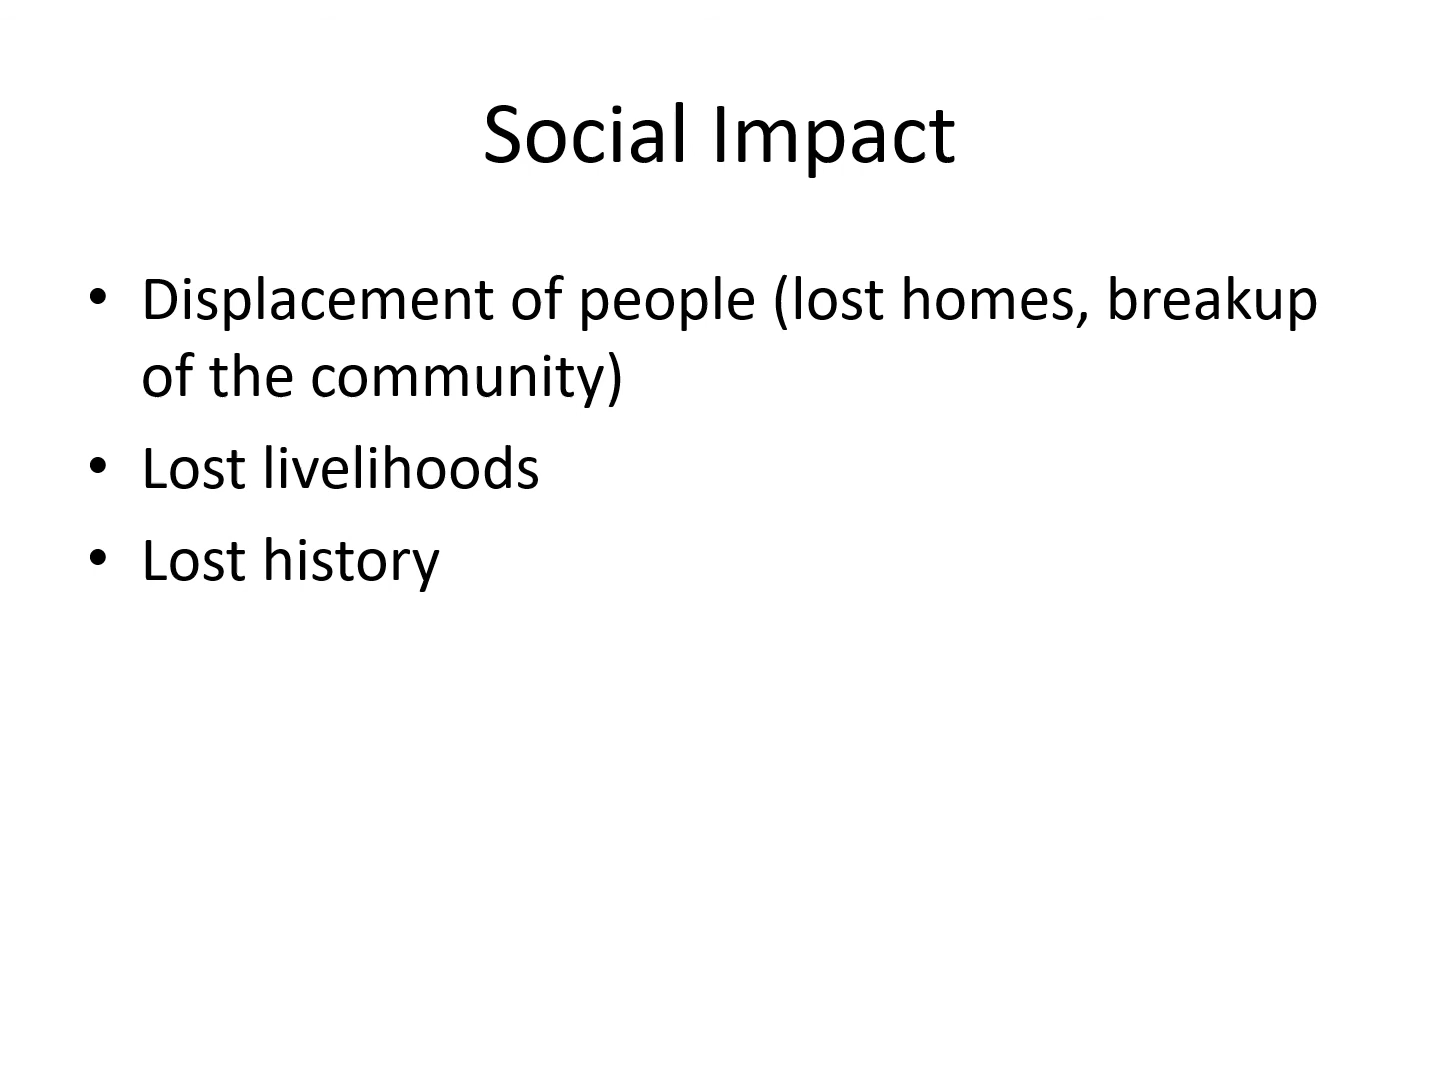 Social Impact
• Displacement of people (lost homes, breakup
of the community)
• Lost livelihoods
• Lost history